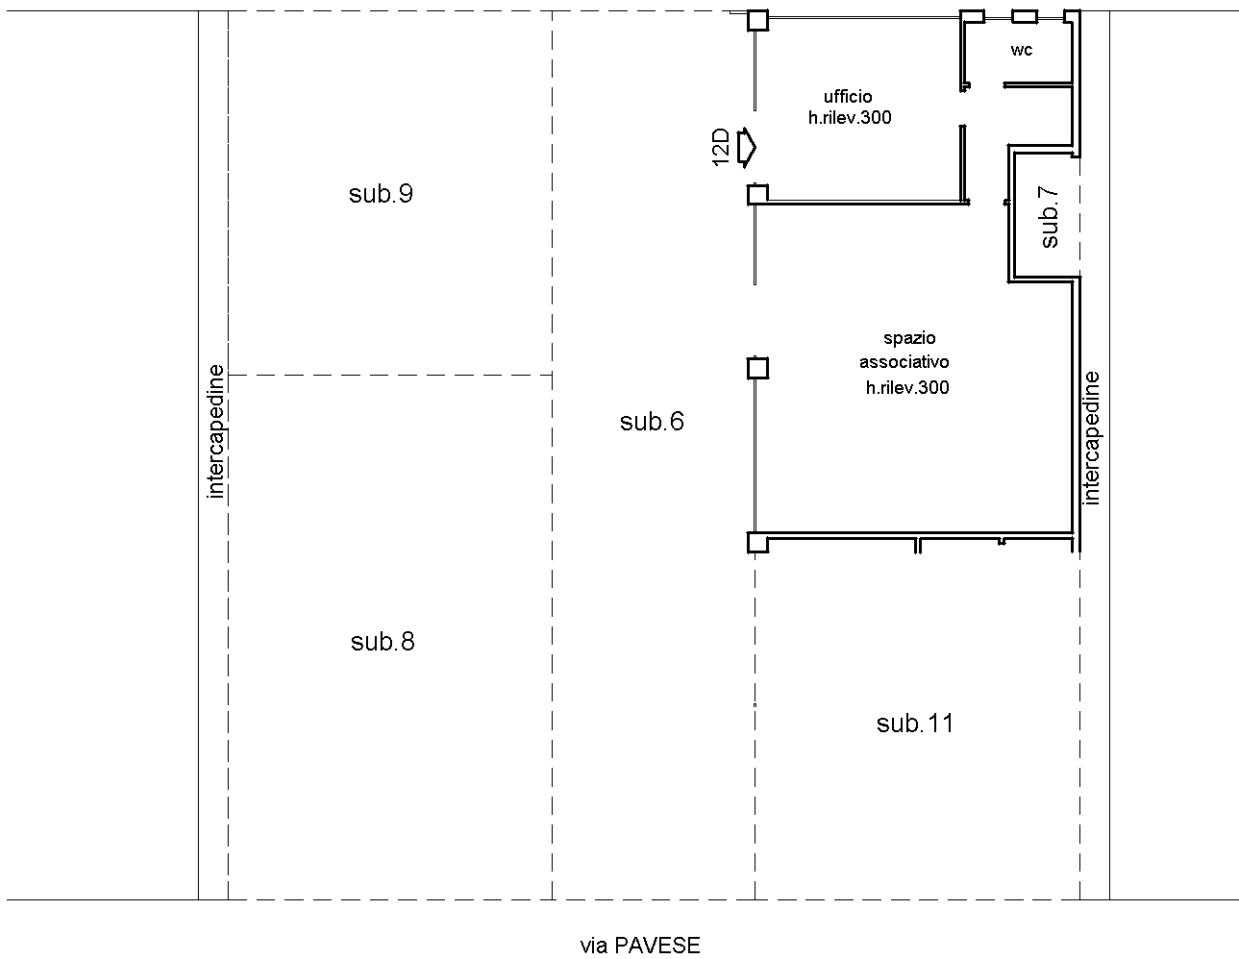 wc
ufficio
h.rilev.300
12D
sub.9
sub.7
spazio
associativo
h.rilev.300
intercapedine
sub.6
intercapedine
sub.8
sub.11
via PAVESE